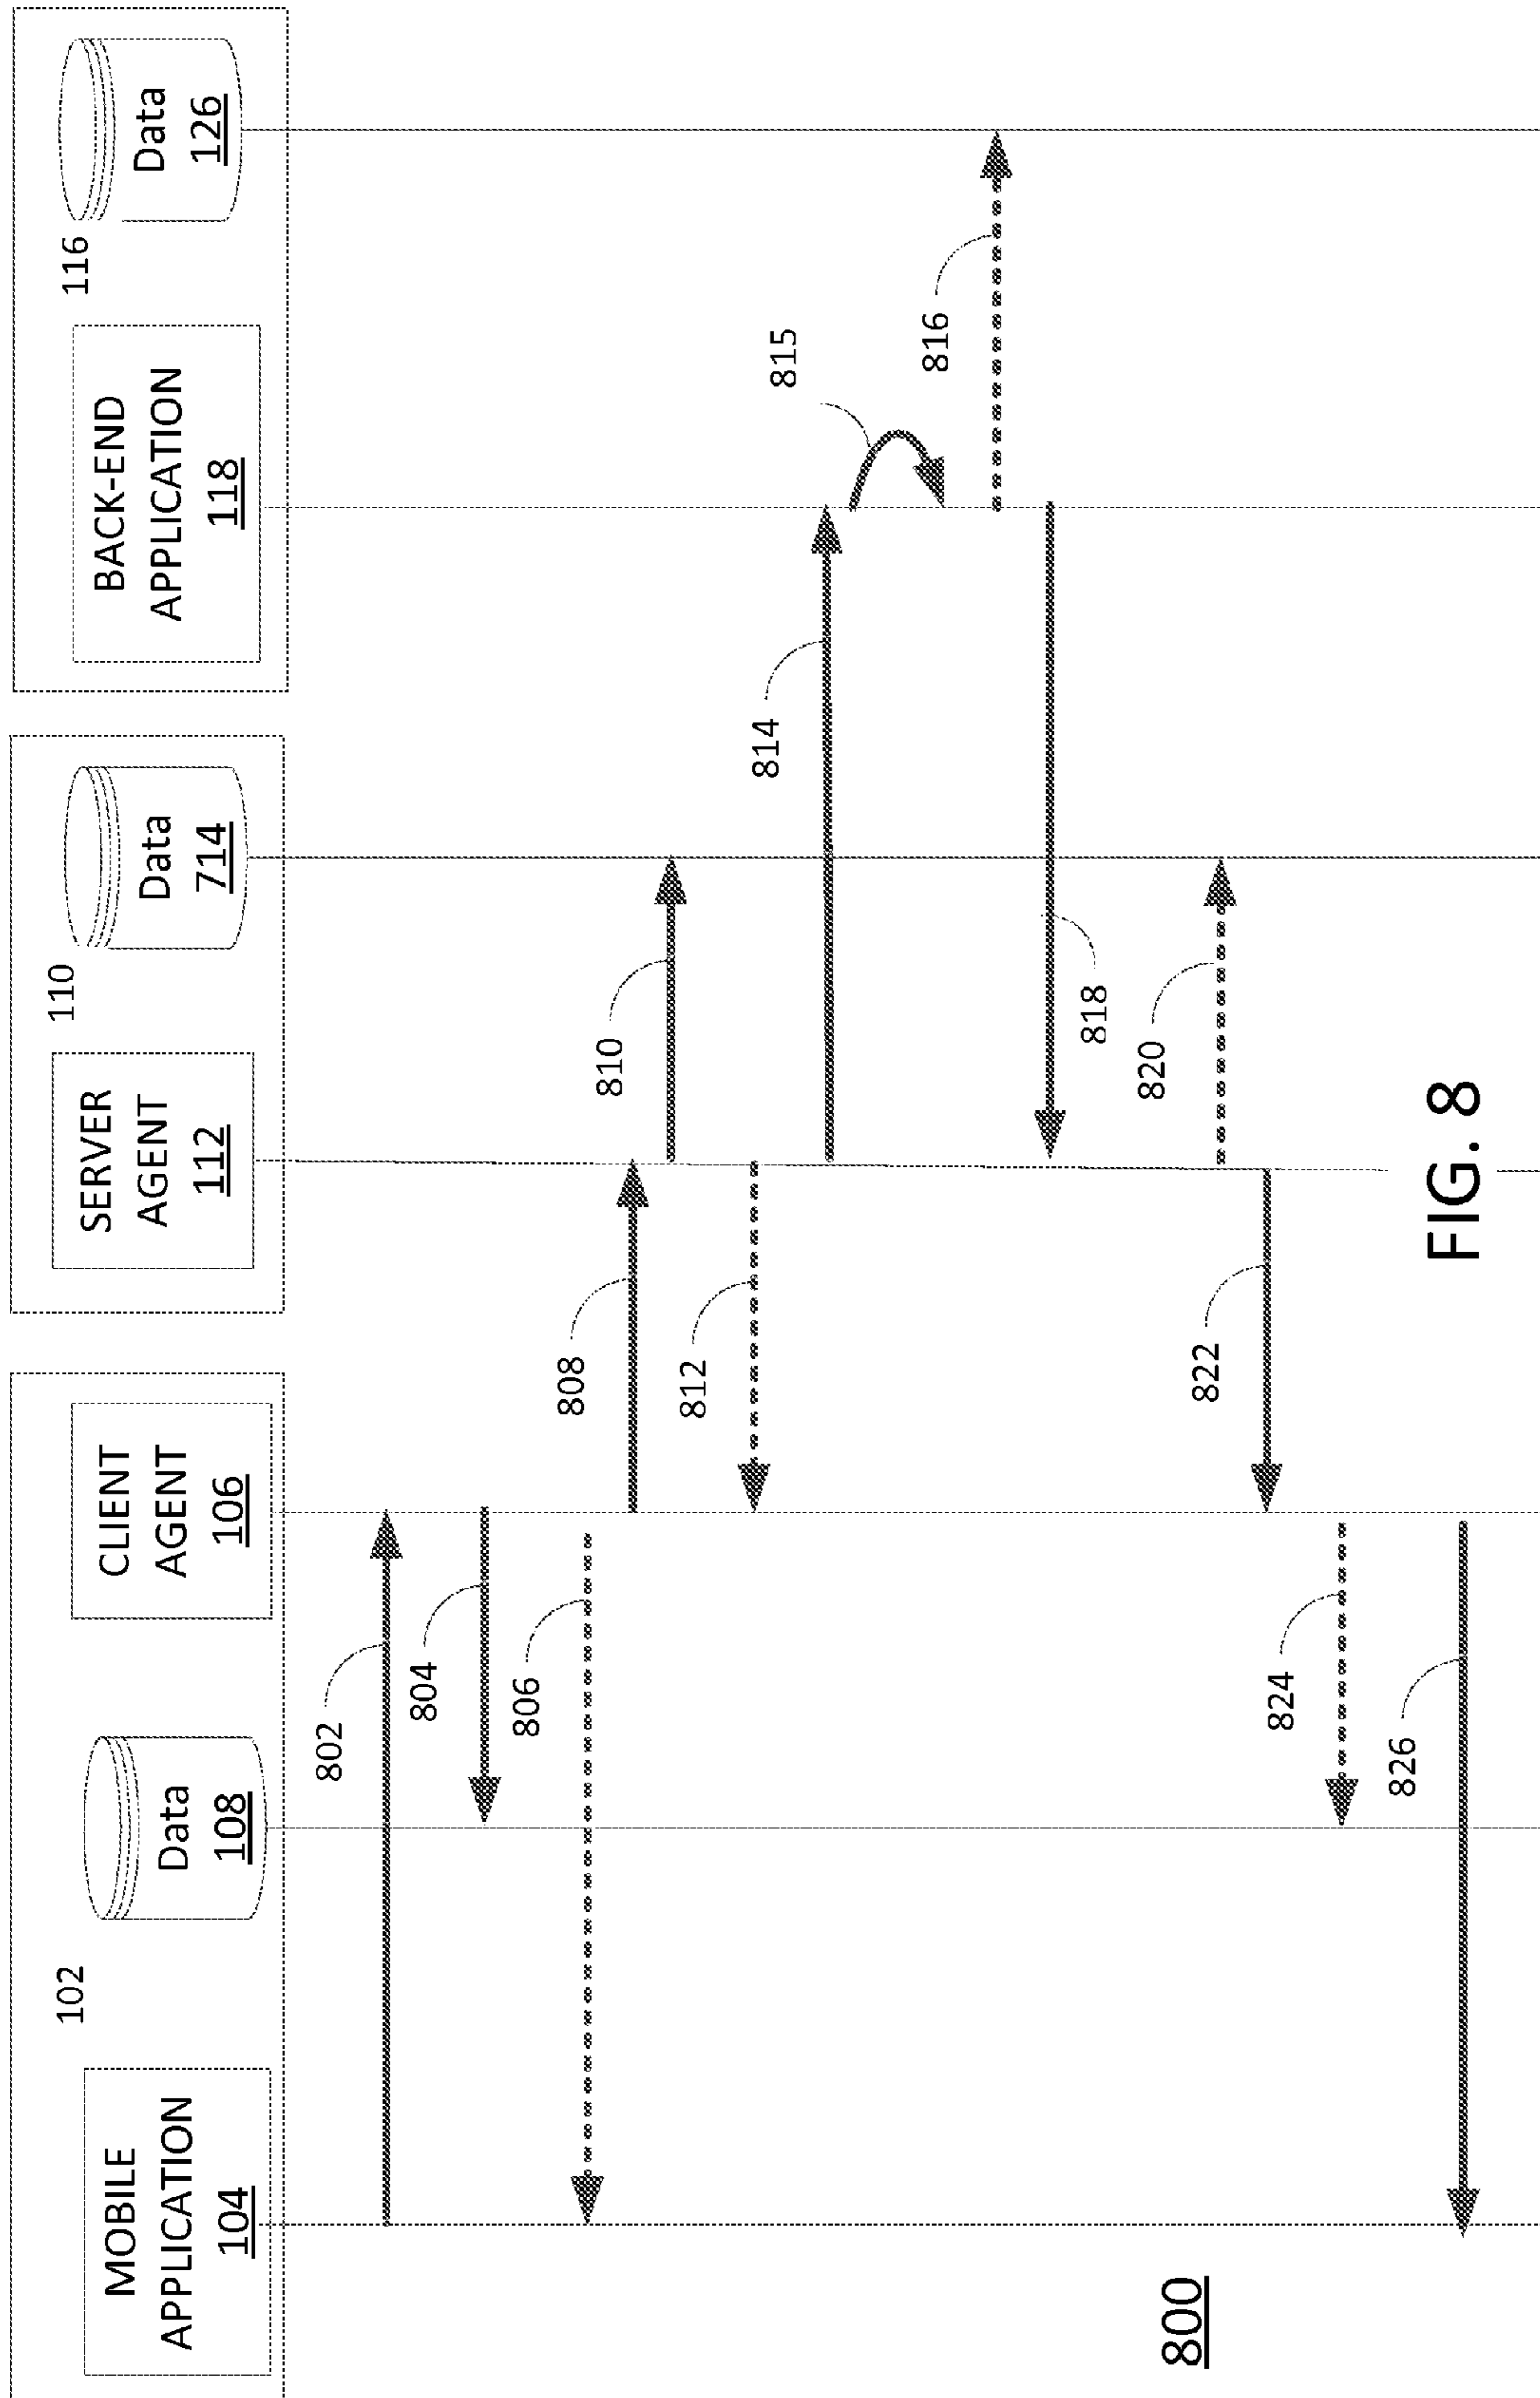 102
MOBILE
APPLICATION
104
Data
108
CLIENT
AGENT
106
110
SERVER
AGENT
112
Data
714
116
BACK-END
APPLICATION
118
Data
126
802
804
806
808
810
812
814
815
816
818
820
822
824
826
800
FIG. 8